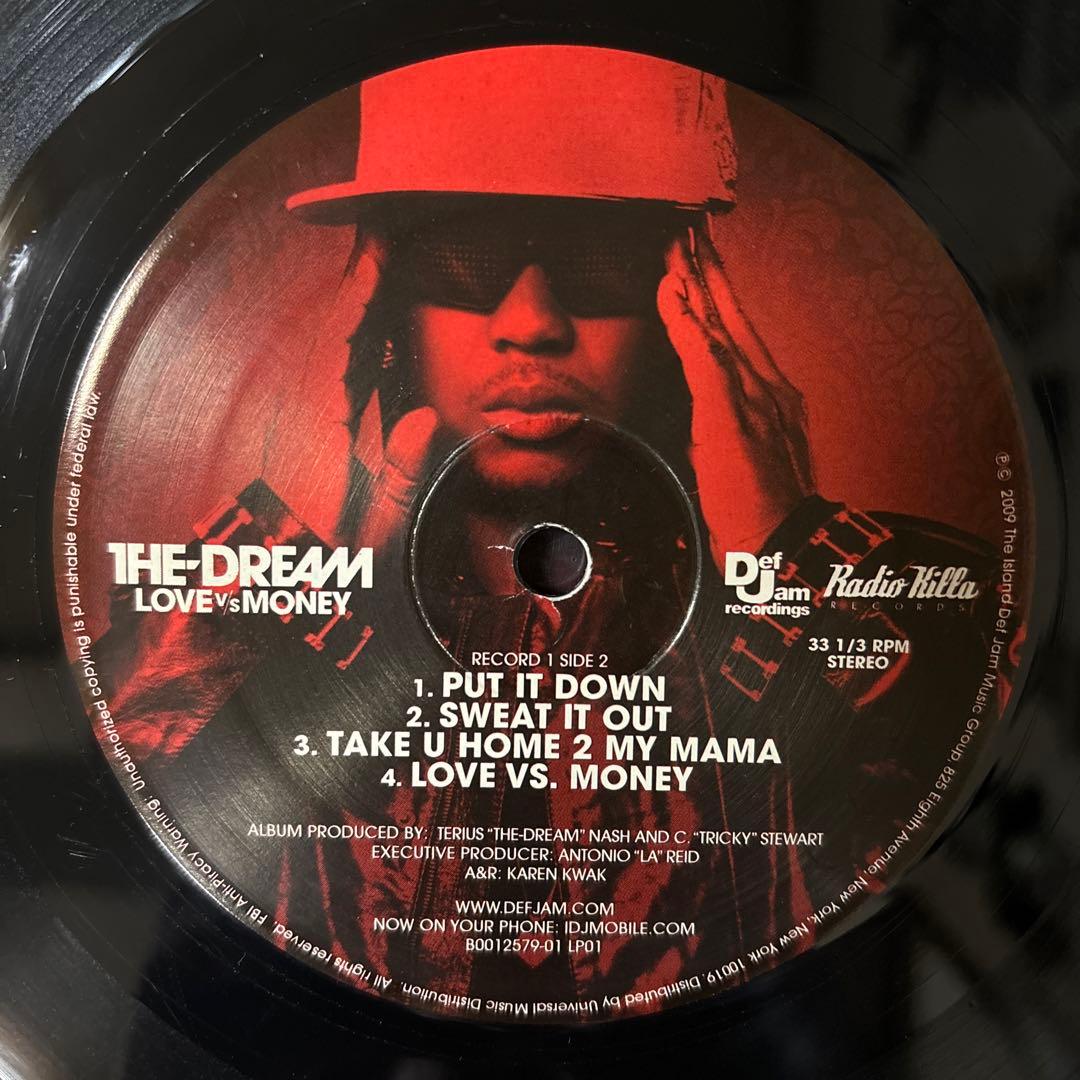 THE-DREAM
LOVE V/S MONEY
Def Jam
recordings
Radio Killa
RECORDS
33 1/3 RPM
STEREO
RECORD 1 SIDE 2
1. PUT IT DOWN
2. SWEAT IT OUT
3. TAKE U HOME 2 MY MAMA
4. LOVE VS. MONEY
ALBUM PRODUCED BY: TERIUS "THE-DREAM" NASH AND C. "TRICKY" STEWART
EXECUTIVE PRODUCER: ANTONIO "LA" REID
A&R: KAREN KWAK
WWW.DEFJAM.COM
NOW ON YOUR PHONE: IDJMOBILE.COM
B0012579-01 LP01
℗© 2009 The Island Def Jam Music Group. 825 Eighth Avenue, New York, New York 10019. Distributed by Universal Music Distribution. All rights reserved. FBI Anti-Piracy Warning: Unauthorized copying is punishable under federal law.